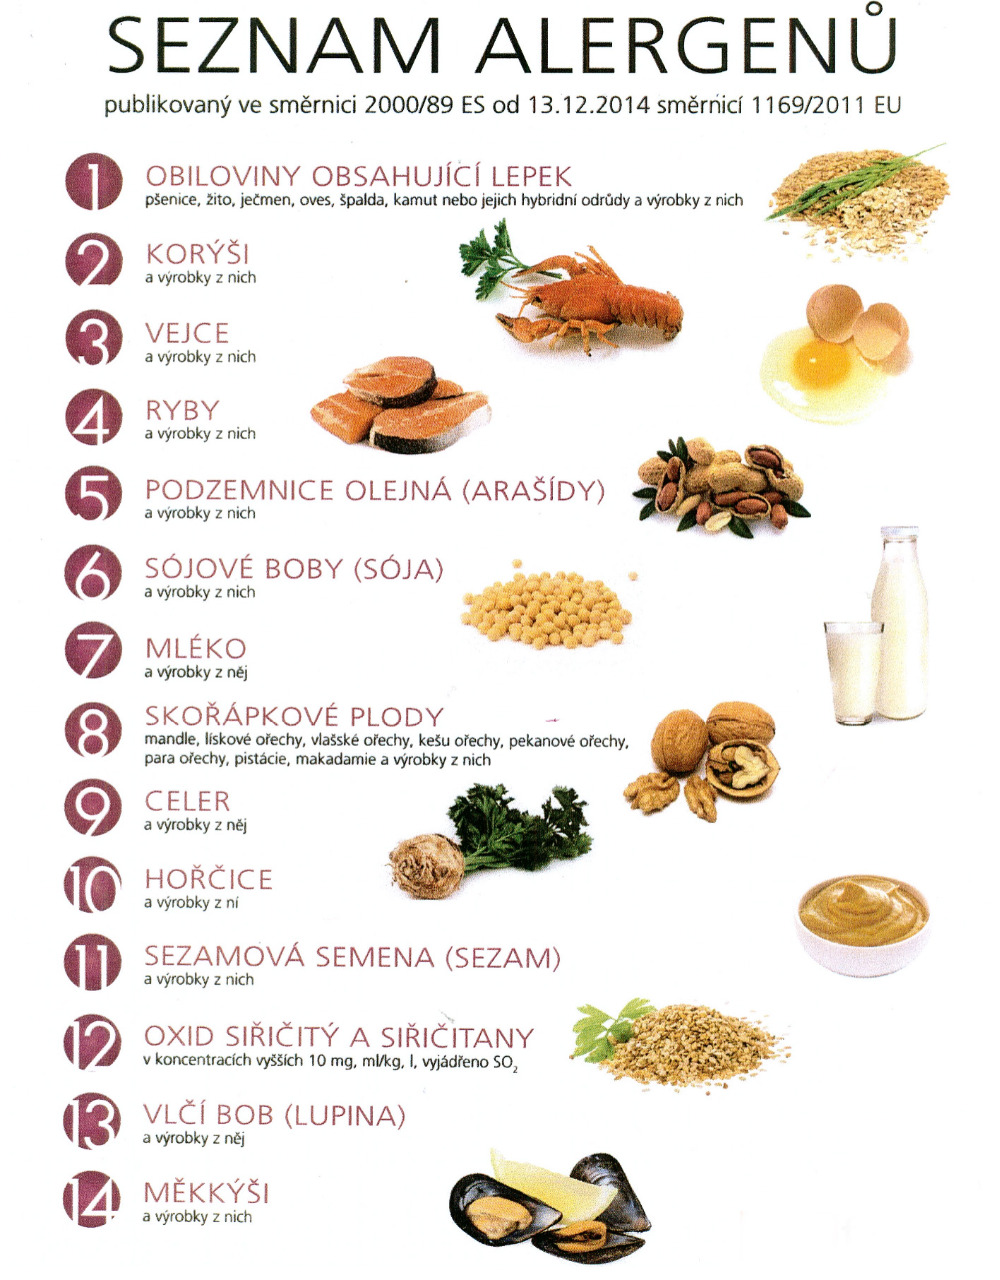 SEZNAM ALERGENŮ
publikovaný ve směrnici 2000/89 ES od 13.12.2014 směrnicí 1169/2011 EU
1 OBILOVINY OBSAHUJÍCÍ LEPEK
pšenice, žito, ječmen, oves, špalda, kamut nebo jejich hybridní odrůdy a výrobky z nich
2 KORÝŠI
a výrobky z nich
3 VEJCE
a výrobky z nich
4 RYBY
a výrobky z nich
5 PODZEMNICE OLEJNÁ (ARAŠÍDY)
a výrobky z nich
6 SÓJOVÉ BOBY (SÓJA)
a výrobky z nich
7 MLÉKO
a výrobky z něj
8 SKOŘÁPKOVÉ PLODY
mandle, lískové ořechy, vlašské ořechy, kešu ořechy, pekanové ořechy,
para ořechy, pistácie, makadamie a výrobky z nich
9 CELER
a výrobky z něj
10 HOŘČICE
a výrobky z ní
11 SEZAMOVÁ SEMENA (SEZAM)
a výrobky z nich
12 OXID SIŘIČITÝ A SIŘIČITANY
v koncentracích vyšších 10 mg, ml/kg, l, vyjádřeno SO₂
13 VLČÍ BOB (LUPINA)
a výrobky z něj
14 MĚKKÝŠI
a výrobky z nich